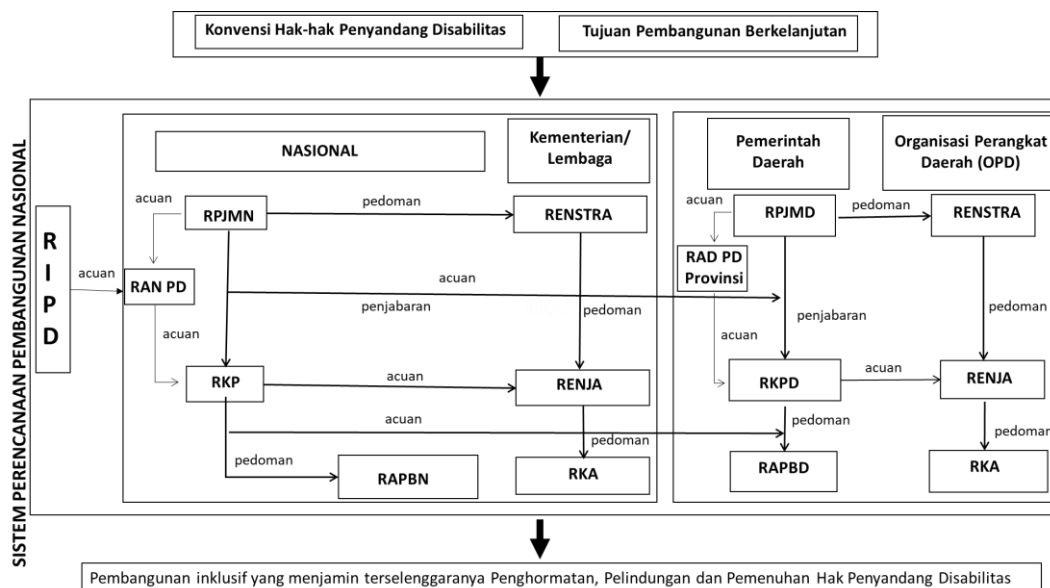 Konvensi Hak-hak Penyandang Disabilitas
Tujuan Pembangunan Berkelanjutan
SISTEM PERENCANAAN PEMBANGUNAN NASIONAL
NASIONAL
Kementerian/
Lembaga
Pemerintah
Daerah
Organisasi Perangkat
Daerah (OPD)
R
I
P
D
acuan
acuan
RPJMN
pedoman
RENSTRA
acuan
RPJMD
pedoman
RENSTRA
RAN PD
RAD PD
Provinsi
penjabaran
pedoman
penjabaran
pedoman
acuan
acuan
RKP
acuan
RENJA
RKPD
acuan
RENJA
acuan
pedoman
pedoman
pedoman
pedoman
RAPBN
RKA
RAPBD
RKA
Pembangunan inklusif yang menjamin terselenggaranya Penghormatan, Pelindungan dan Pemenuhan Hak Penyandang Disabilitas